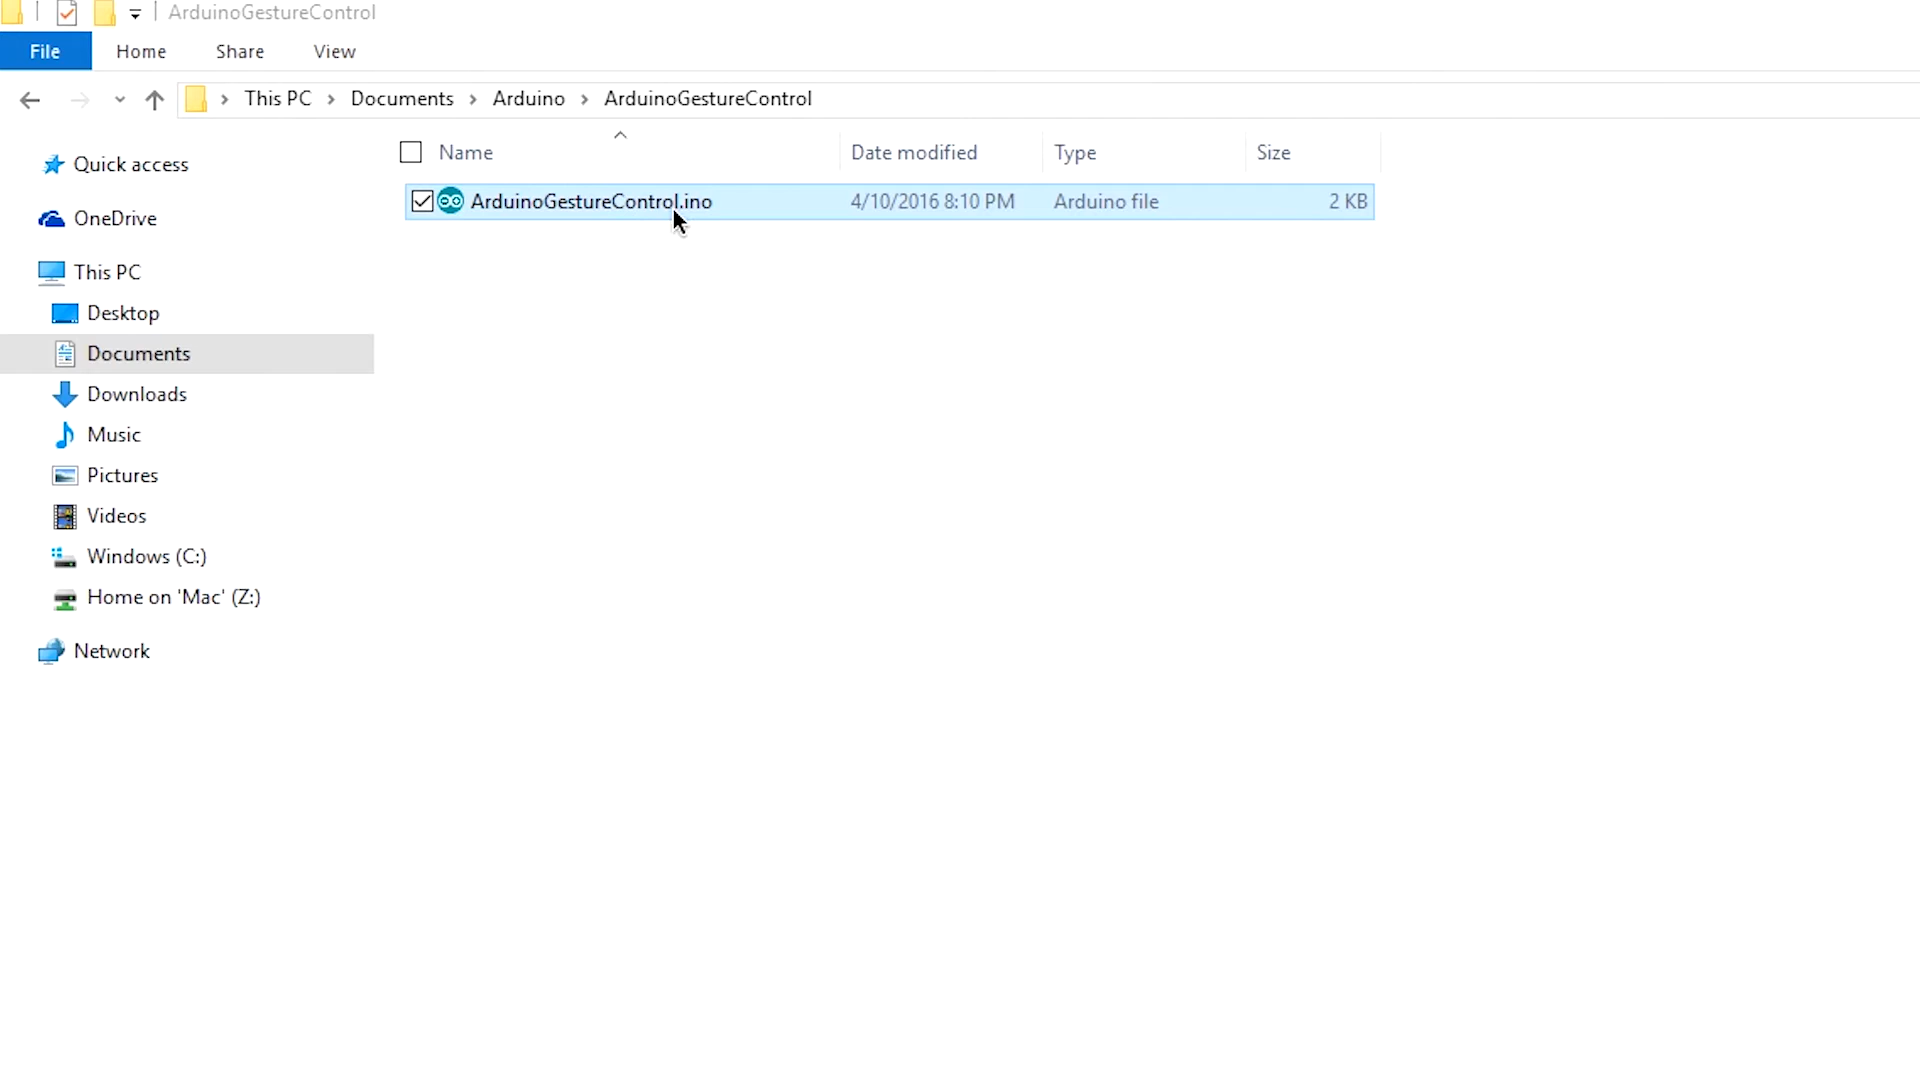 ArduinoGestureControl
File Home Share View
This PC Documents Arduino ArduinoGestureControl
Name Date modified Type Size
ArduinoGestureControl.ino 4/10/2016 8:10 PM Arduino file 2 KB
Quick access
OneDrive
This PC
Desktop
Documents
Downloads
Music
Pictures
Videos
Windows (C:)
Home on 'Mac' (Z:)
Network